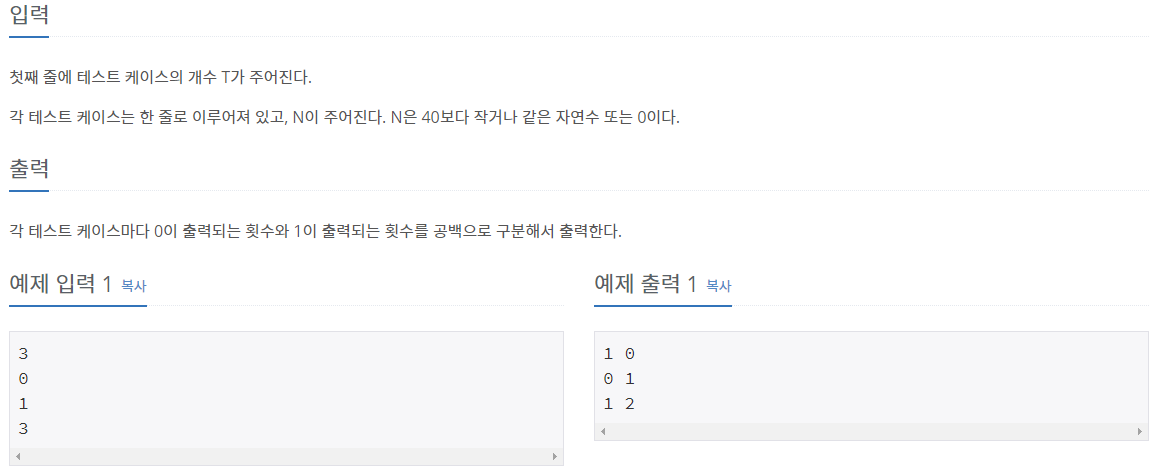 입력
첫째 줄에 테스트 케이스의 개수 T가 주어진다.
각 테스트 케이스는 한 줄로 이루어져 있고, N이 주어진다. N은 40보다 작거나 같은 자연수 또는 0이다.
출력
각 테스트 케이스마다 0이 출력되는 횟수와 1이 출력되는 횟수를 공백으로 구분해서 출력한다.
예제 입력 1 복사
3
0
1
3
예제 출력 1 복사
1 0
0 1
1 2